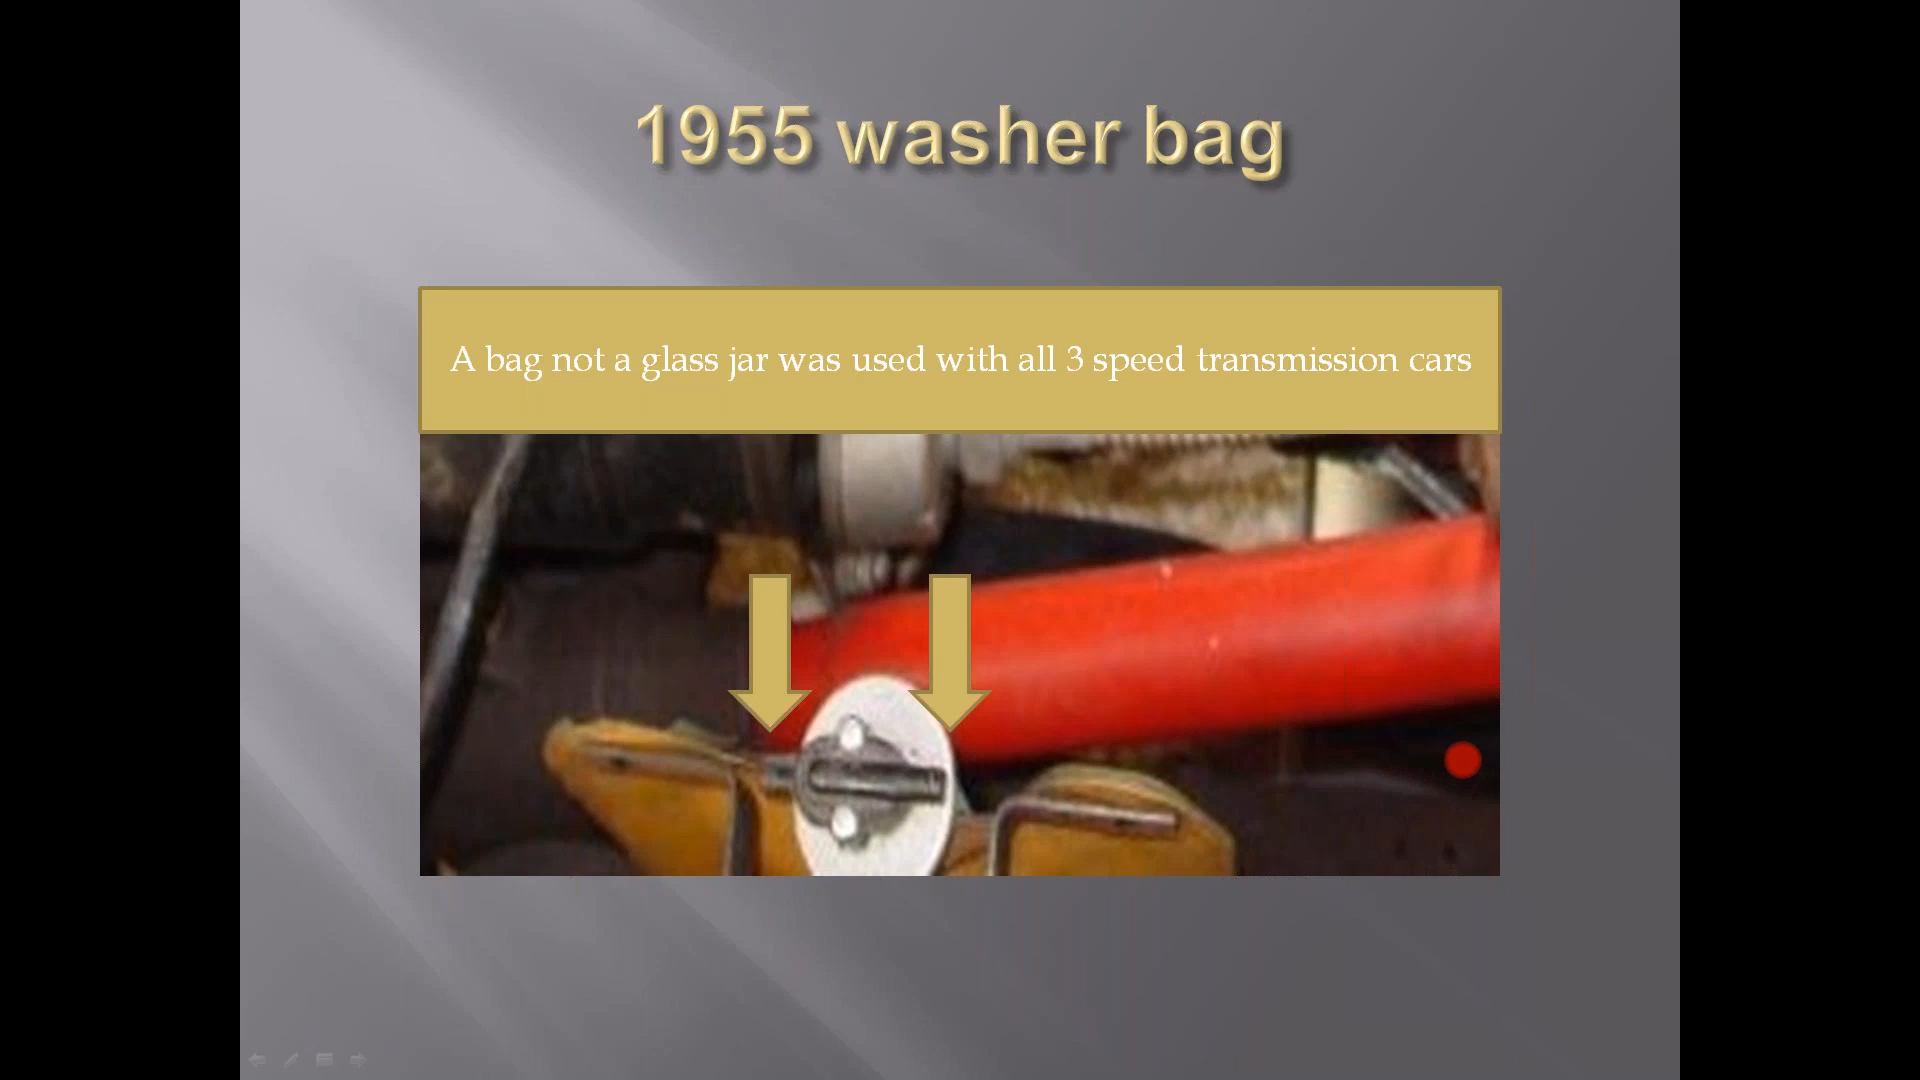 1955 washer bag
A bag not a glass jar was used with all 3 speed transmission cars